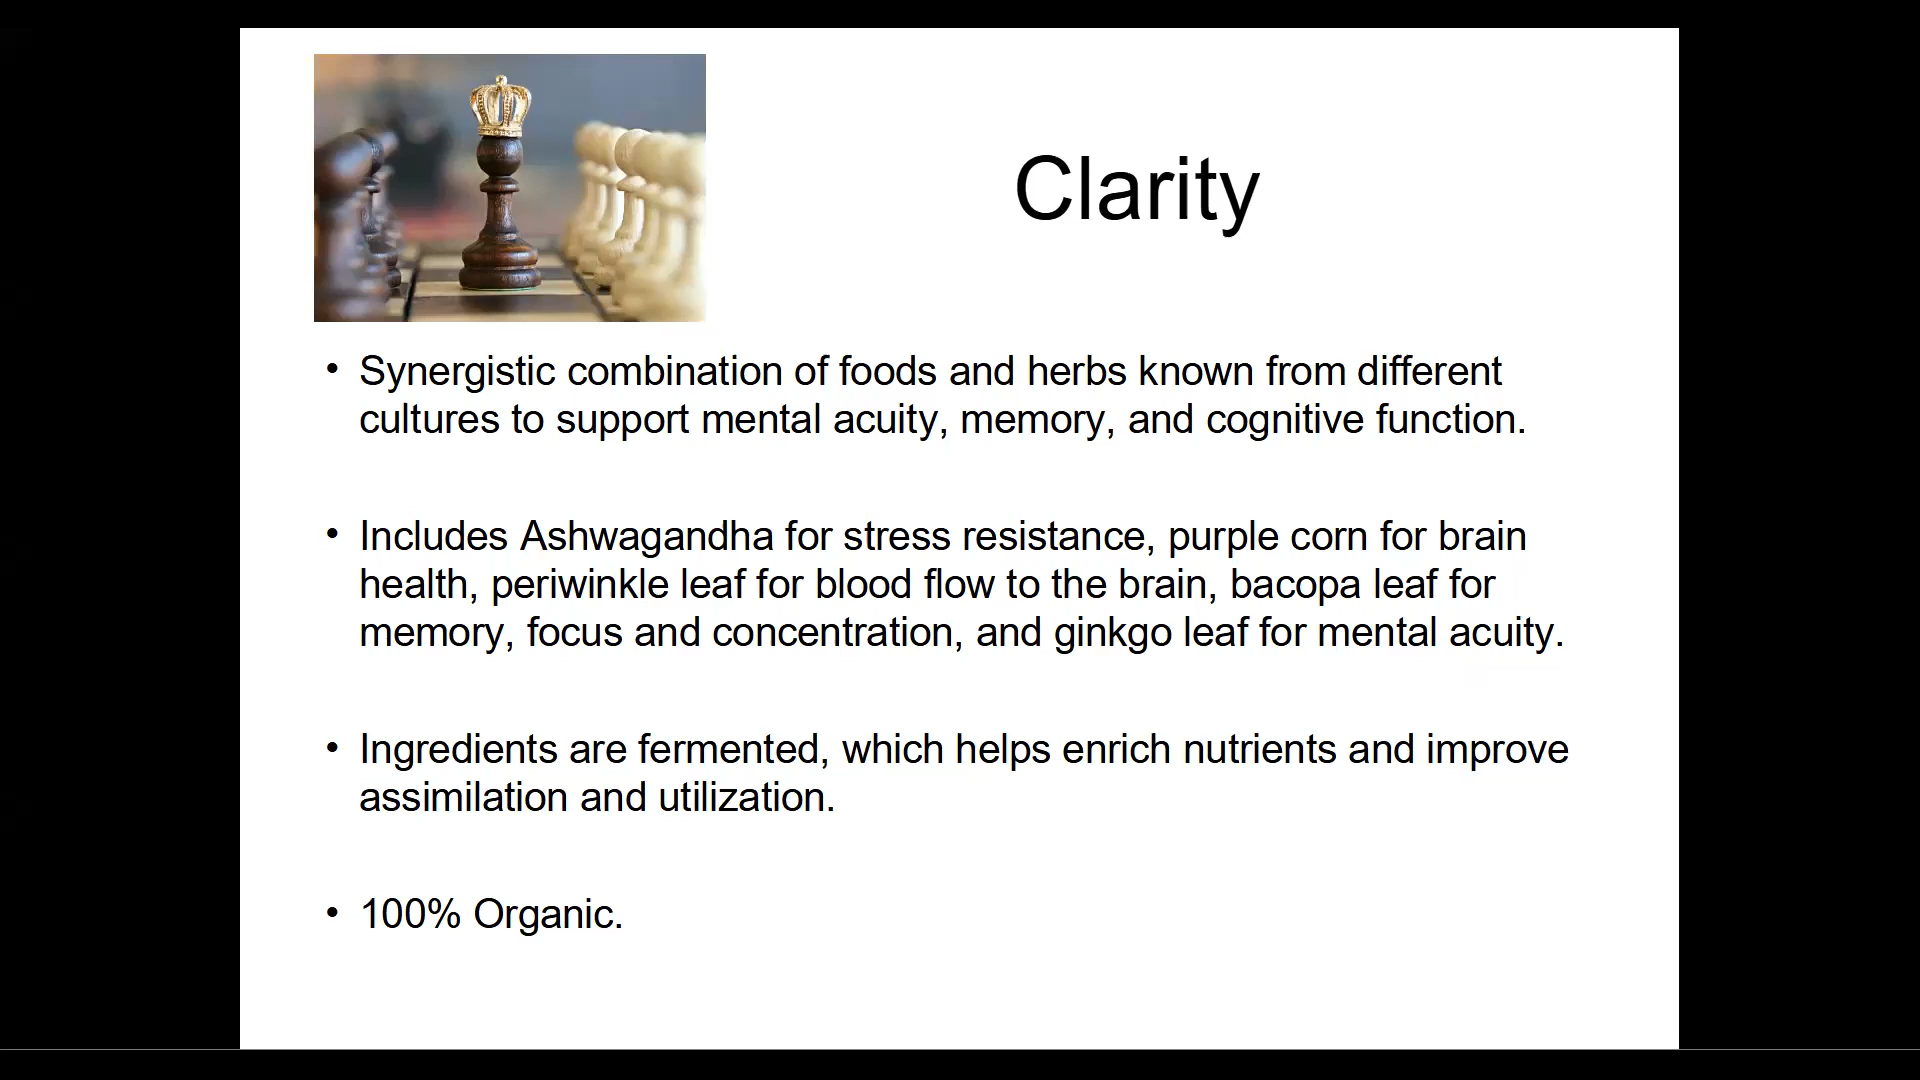 Clarity
• Synergistic combination of foods and herbs known from different
cultures to support mental acuity, memory, and cognitive function.
• Includes Ashwagandha for stress resistance, purple corn for brain
health, periwinkle leaf for blood flow to the brain, bacopa leaf for
memory, focus and concentration, and ginkgo leaf for mental acuity.
• Ingredients are fermented, which helps enrich nutrients and improve
assimilation and utilization.
• 100% Organic.